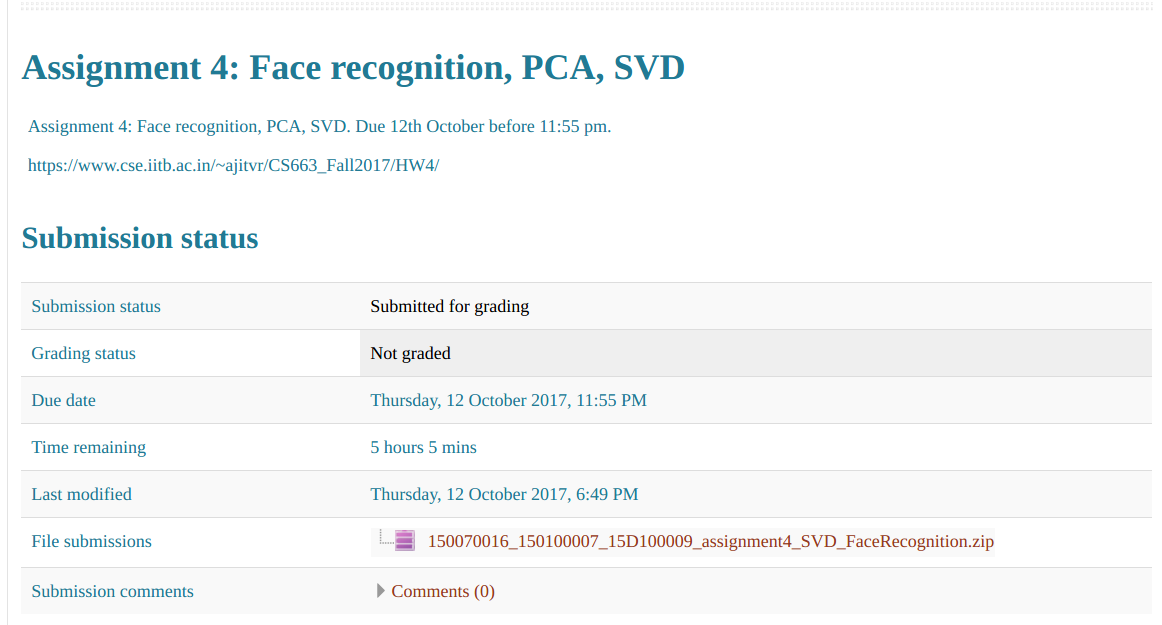 Assignment 4: Face recognition, PCA, SVD
Assignment 4: Face recognition, PCA, SVD. Due 12th October before 11:55 pm.
https://www.cse.iitb.ac.in/~ajitvr/CS663_Fall2017/HW4/
Submission status
Submission status Submitted for grading
Grading status Not graded
Due date Thursday, 12 October 2017, 11:55 PM
Time remaining 5 hours 5 mins
Last modified Thursday, 12 October 2017, 6:49 PM
File submissions 150070016_150100007_15D100009_assignment4_SVD_FaceRecognition.zip
Submission comments Comments (0)